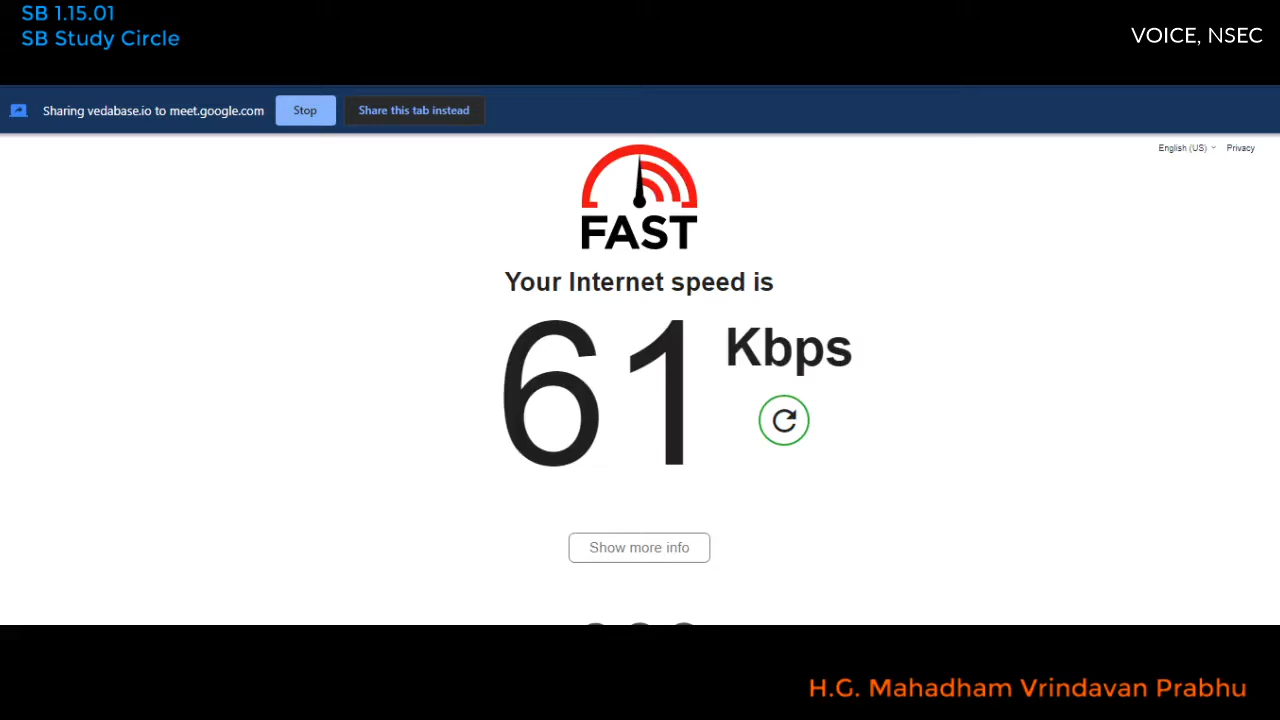 SB 1.15.01
SB Study Circle
VOICE, NSEC
Sharing vedabase.io to meet.google.com
Stop
Share this tab instead
English (US)
Privacy
FAST
Your Internet speed is
61 Kbps
Show more info
H.G. Mahadham Vrindavan Prabhu